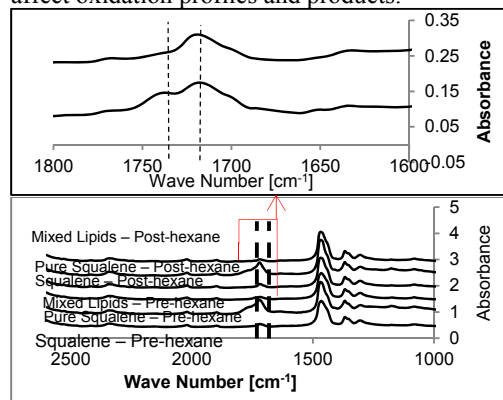 affect oxidation profiles and products.
0.35
0.25
0.15
0.05
-0.05
Absorbance
1800 1750 1700 1650 1600
Wave Number [cm-1]
Mixed Lipids – Post-hexane
Pure Squalene – Post-hexane
Squalene – Post-hexane
Mixed Lipids – Pre-hexane
Pure Squalene – Pre-hexane
Squalene – Pre-hexane
5
4
3
2
1
0
Absorbance
2500 2000 1500 1000
Wave Number [cm-1]